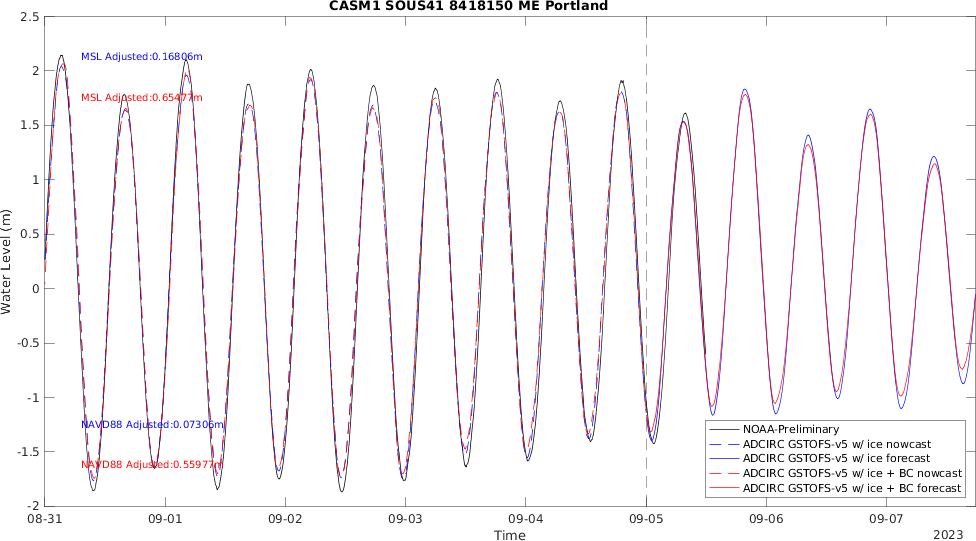 CASM1 SOUS41 8418150 ME Portland
2.5
2
1.5
1
0.5
0
-0.5
-1
-1.5
-2
Water Level (m)
MSL Adjusted:0.16806m
MSL Adjusted:0.65477m
NAVD88 Adjusted:0.07306m
NAVD88 Adjusted:0.55977m
NOAA-Preliminary
ADCIRC GSTOFS-v5 w/ ice nowcast
ADCIRC GSTOFS-v5 w/ ice forecast
ADCIRC GSTOFS-v5 w/ ice + BC nowcast
ADCIRC GSTOFS-v5 w/ ice + BC forecast
08-31
09-01
09-02
09-03
09-04
09-05
09-06
09-07
Time
2023